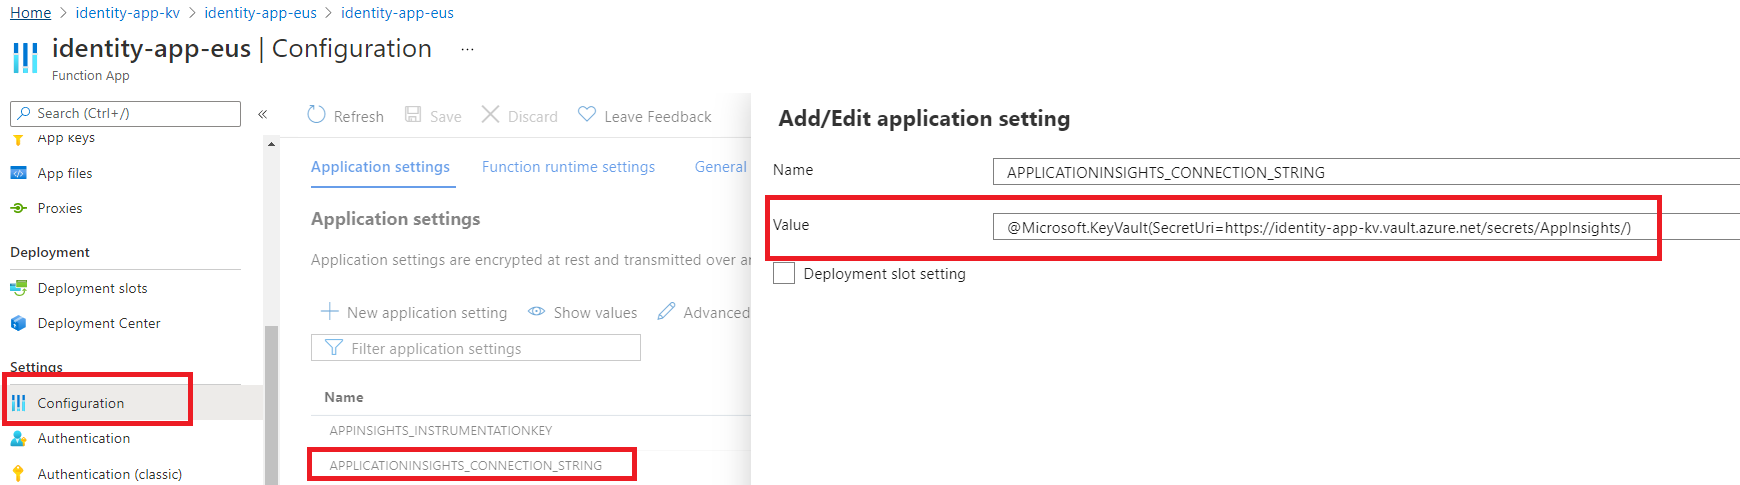 Home > identity-app-kv > identity-app-eus > identity-app-eus
identity-app-eus | Configuration ...
Function App
Search (Ctrl+/)
«
App keys
App files
Proxies
Deployment
Deployment slots
Deployment Center
Settings
Configuration
Authentication
Authentication (classic)
Refresh Save Discard Leave Feedback
Application settings Function runtime settings General
Application settings
Application settings are encrypted at rest and transmitted over
New application setting Show values Advanced
Filter application settings
Name
APPINSIGHTS_INSTRUMENTATIONKEY
APPLICATIONINSIGHTS_CONNECTION_STRING
Add/Edit application setting
Name APPLICATIONINSIGHTS_CONNECTION_STRING
Value @Microsoft.KeyVault(SecretUri=https://identity-app-kv.vault.azure.net/secrets/AppInsights/)
Deployment slot setting